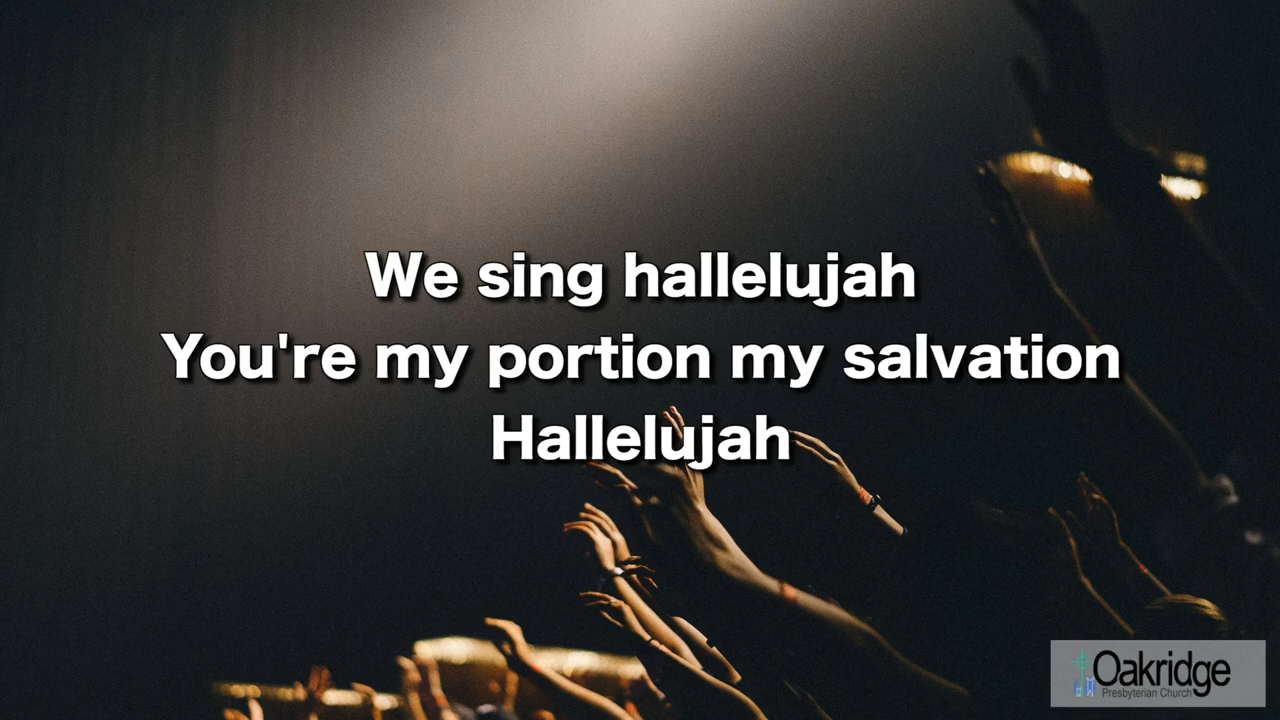 We sing hallelujah
You're my portion my salvation
Hallelujah
Oakridge
Presbyterian Church